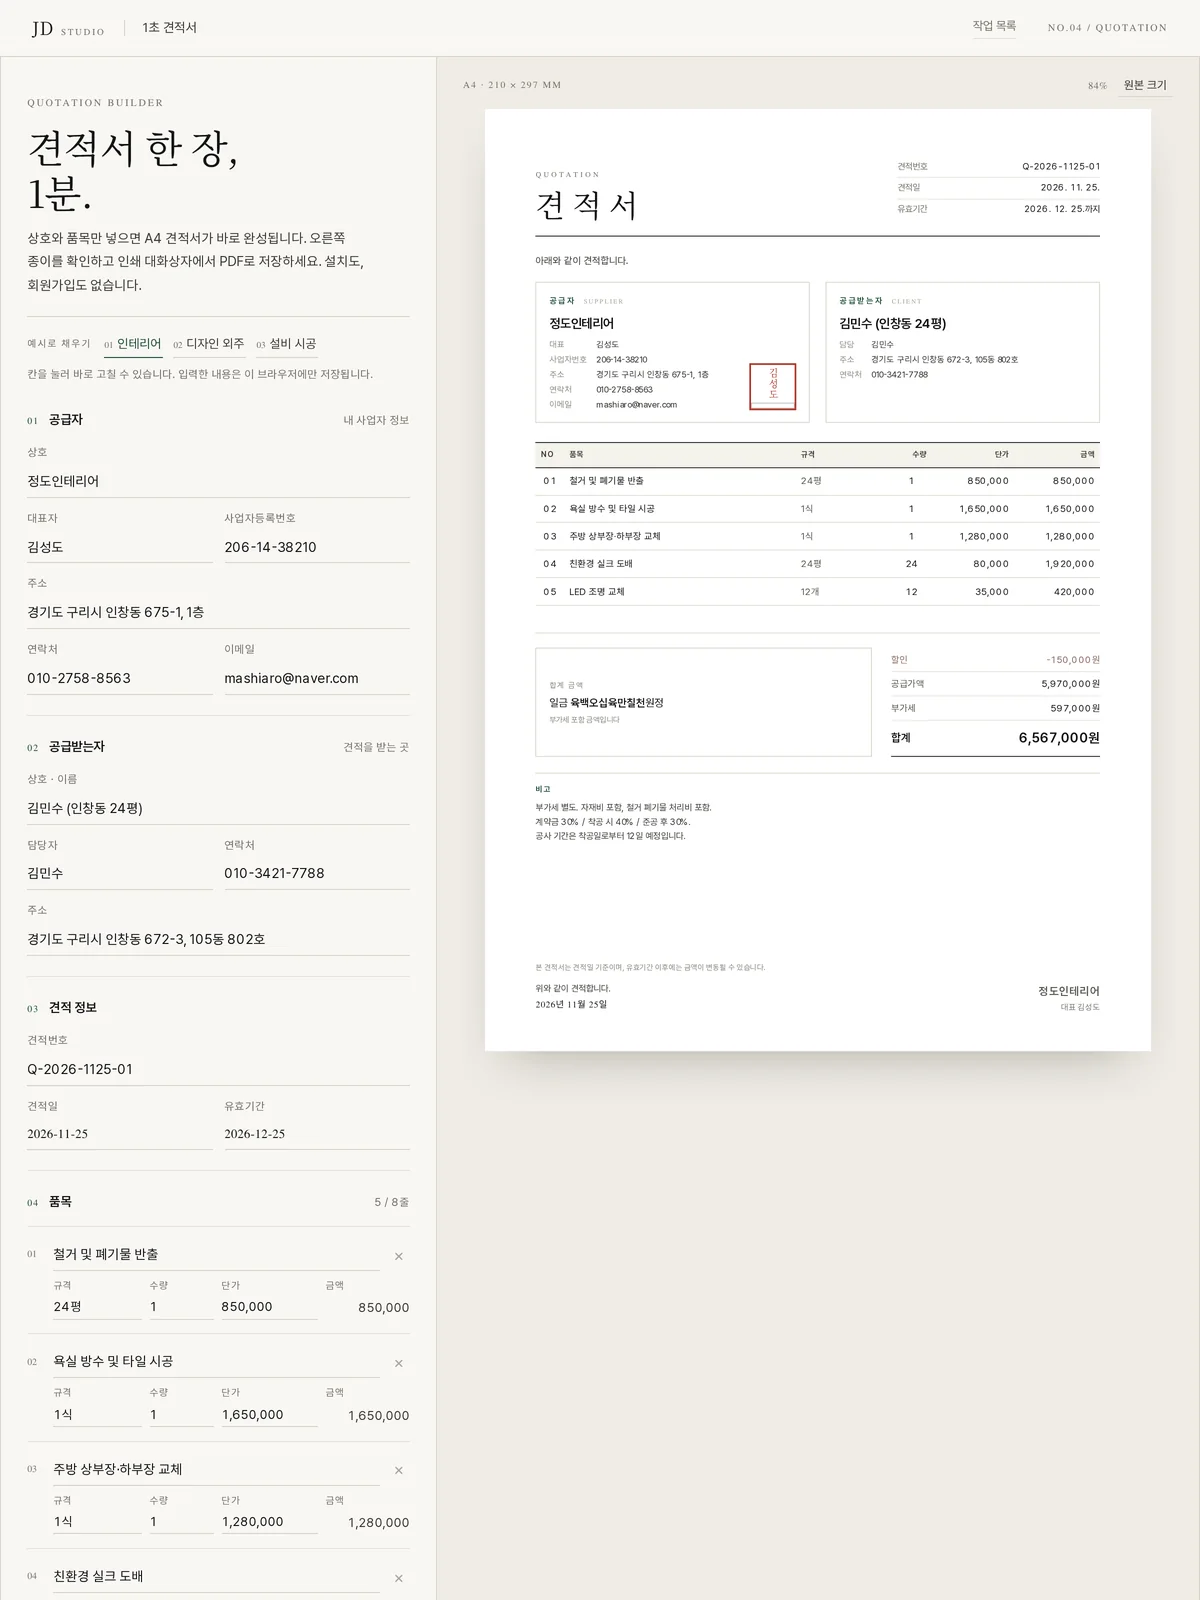 JD STUDIO 1초 견적서
작업 목록 NO.04 / QUOTATION
QUOTATION BUILDER
견적서 한 장,
1분.
상호와 품목만 넣으면 A4 견적서가 바로 완성됩니다. 오른쪽
종이를 확인하고 인쇄 대화상자에서 PDF로 저장하세요. 설치도,
회원가입도 없습니다.
예시로 채우기 01 인테리어 02 디자인 외주 03 설비 시공
칸을 눌러 바로 고칠 수 있습니다. 입력한 내용은 이 브라우저에만 저장됩니다.
01 공급자 내 사업자 정보
상호
정도인테리어
대표자 사업자등록번호
김성도 206-14-38210
주소
경기도 구리시 인창동 675-1, 1층
연락처 이메일
010-2758-8563 mashiaro@naver.com
02 공급받는자 견적을 받는 곳
상호 · 이름
김민수 (인창동 24평)
담당자 연락처
김민수 010-3421-7788
주소
경기도 구리시 인창동 672-3, 105동 802호
03 견적 정보
견적번호
Q-2026-1125-01
견적일 유효기간
2026-11-25 2026-12-25
04 품목 5 / 8줄
01 철거 및 폐기물 반출 ×
규격 수량 단가 금액
24평 1 850,000 850,000
02 욕실 방수 및 타일 시공 ×
규격 수량 단가 금액
1식 1 1,650,000 1,650,000
03 주방 상부장·하부장 교체 ×
규격 수량 단가 금액
1식 1 1,280,000 1,280,000
04 친환경 실크 도배 ×
A4 · 210 × 297 MM 84% 원본 크기
QUOTATION
견적서
견적번호 Q-2026-1125-01
견적일 2026. 11. 25.
유효기간 2026. 12. 25.까지
아래와 같이 견적합니다.
공급자 SUPPLIER
정도인테리어
대표 김성도
사업자번호 206-14-38210
주소 경기도 구리시 인창동 675-1, 1층
연락처 010-2758-8563
이메일 mashiaro@naver.com
김성도
공급받는자 CLIENT
김민수 (인창동 24평)
담당 김민수
주소 경기도 구리시 인창동 672-3, 105동 802호
연락처 010-3421-7788
NO 품목 규격 수량 단가 금액
01 철거 및 폐기물 반출 24평 1 850,000 850,000
02 욕실 방수 및 타일 시공 1식 1 1,650,000 1,650,000
03 주방 상부장·하부장 교체 1식 1 1,280,000 1,280,000
04 친환경 실크 도배 24평 24 80,000 1,920,000
05 LED 조명 교체 12개 12 35,000 420,000
합계 금액
일금 육백오십육만칠천원정
부가세 포함 금액입니다
할인 -150,000원
공급가액 5,970,000원
부가세 597,000원
합계 6,567,000원
비고
부가세 별도. 자재비 포함, 철거 폐기물 처리비 포함.
계약금 30% / 착공 시 40% / 준공 후 30%.
공사 기간은 착공일로부터 12일 예정입니다.
본 견적서는 견적일 기준이며, 유효기간 이후에는 금액이 변동될 수 있습니다.
위와 같이 견적합니다.
2026년 11월 25일
정도인테리어
대표 김성도